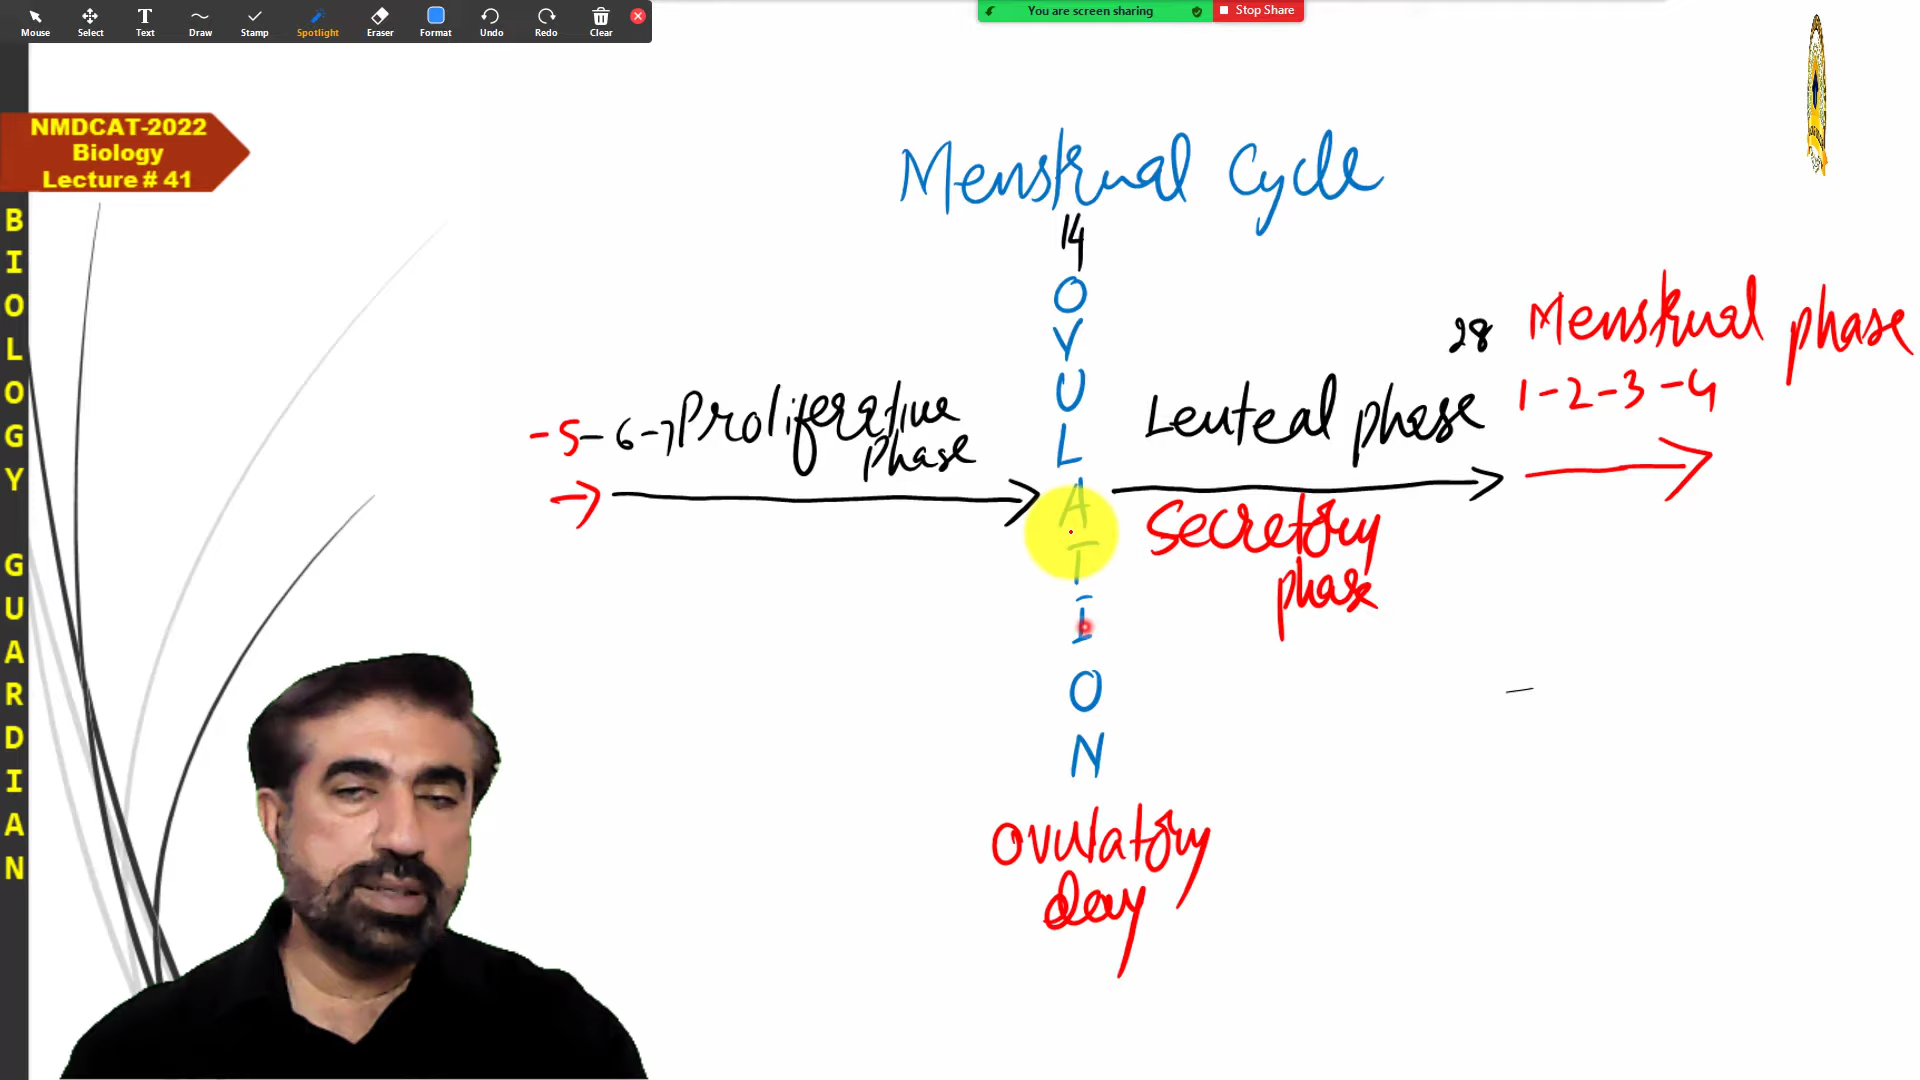 Mouse Select Text Draw Stamp Spotlight Eraser Format Undo Redo Clear
You are screen sharing Stop Share
NMDCAT-2022
Biology
Lecture # 41
BIOLOGY GUARDIAN
Menstrual Cycle
14
OVULATION
28 Menstrual phase
1-2-3-4
-5-6-7 Proliferative
Phase
Leuteal phase
Secretory
phase
Ovulatory
day